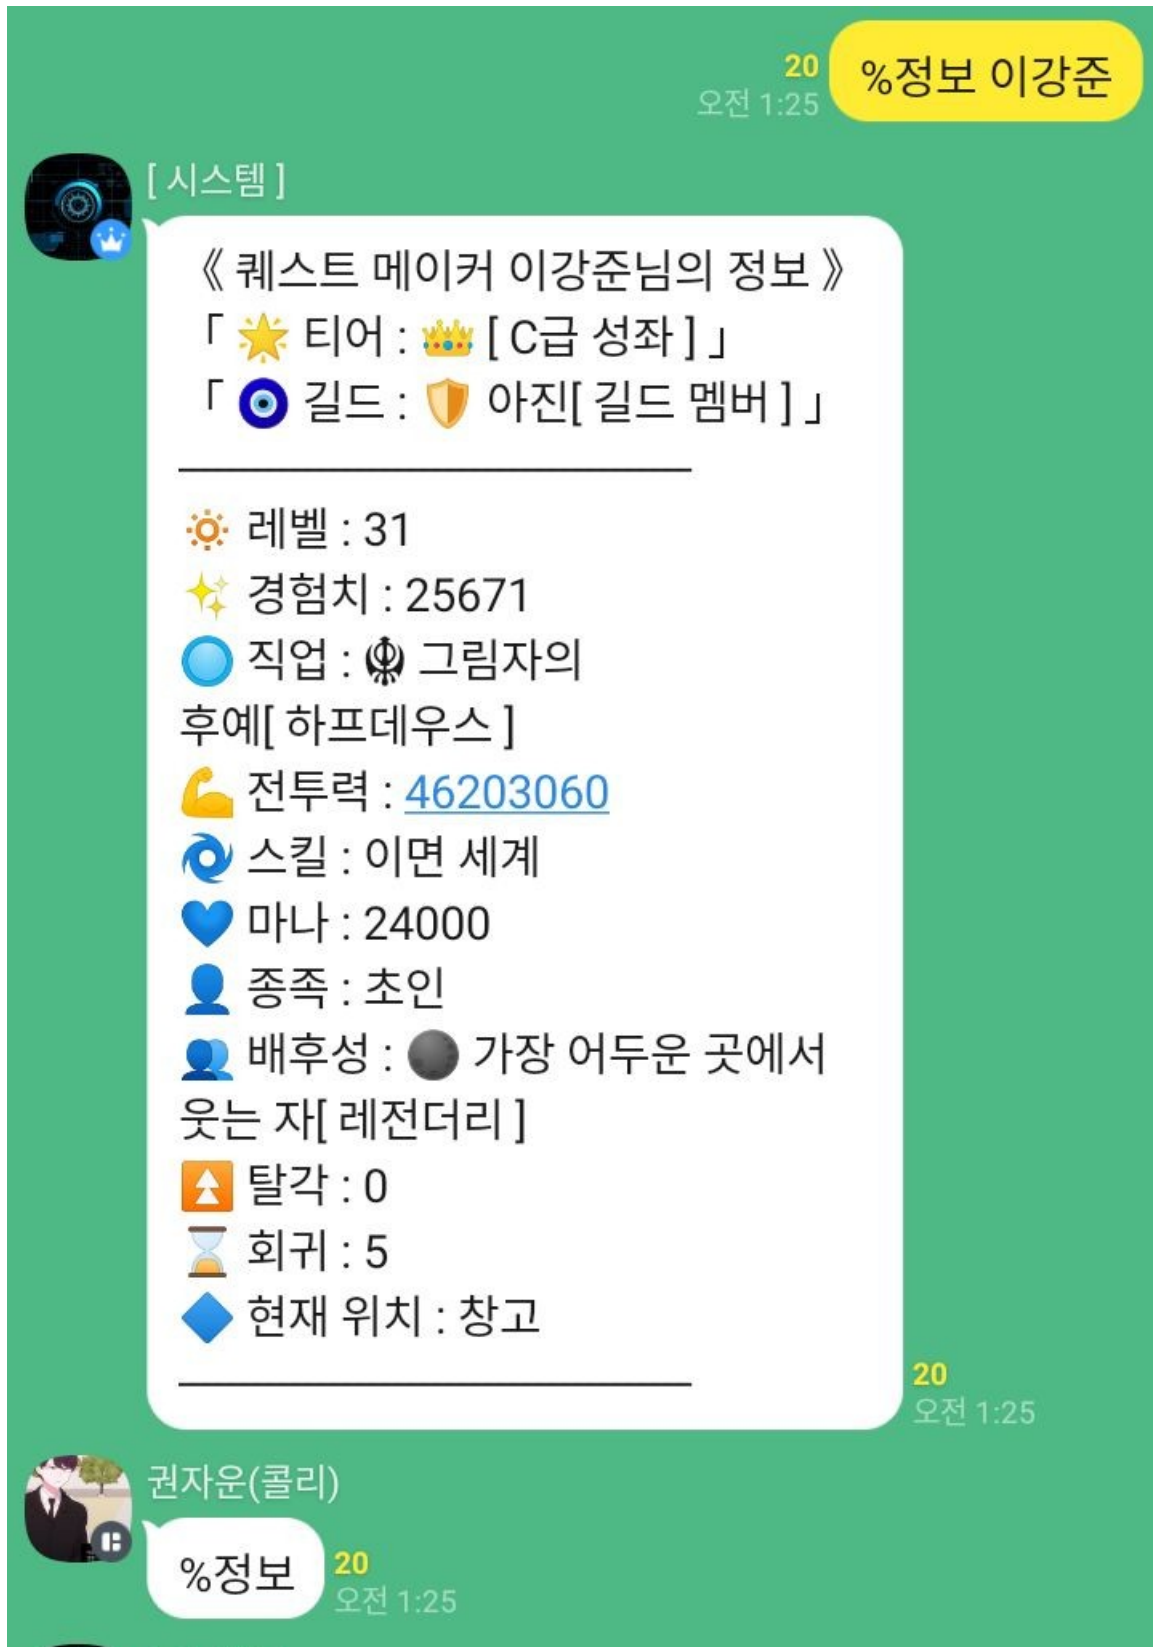 %정보 이강준
20
오전 1:25
[ 시스템 ]
《 퀘스트 메이커 이강준님의 정보 》
「 🌟 티어 : 👑 [ C급 성좌 ] 」
「 🧿 길드 : 🛡️ 아진[ 길드 멤버 ] 」
🔅 레벨 : 31
✨ 경험치 : 25671
🔵 직업 : ☬ 그림자의
후예[ 하프데우스 ]
💪 전투력 : 46203060
🌀 스킬 : 이면 세계
💙 마나 : 24000
👤 종족 : 초인
👥 배후성 : 🌑 가장 어두운 곳에서
웃는 자[ 레전더리 ]
⏫ 탈각 : 0
⏳ 회귀 : 5
🔷 현재 위치 : 창고
20
오전 1:25
권자운(콜리)
%정보
20
오전 1:25